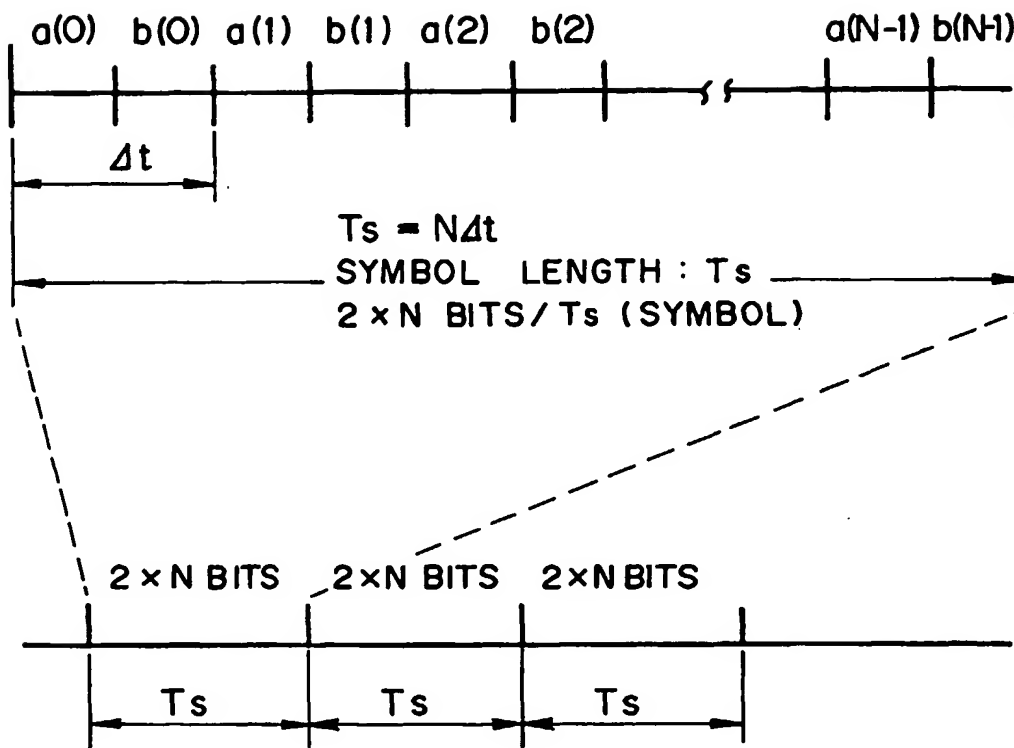 a(0) b(0) a(1) b(1) a(2) b(2) a(N-1) b(N-1)
Δt
Ts = NΔt
SYMBOL LENGTH : Ts
2 × N BITS / Ts (SYMBOL)
2 × N BITS 2 × N BITS 2 × N BITS
Ts Ts Ts